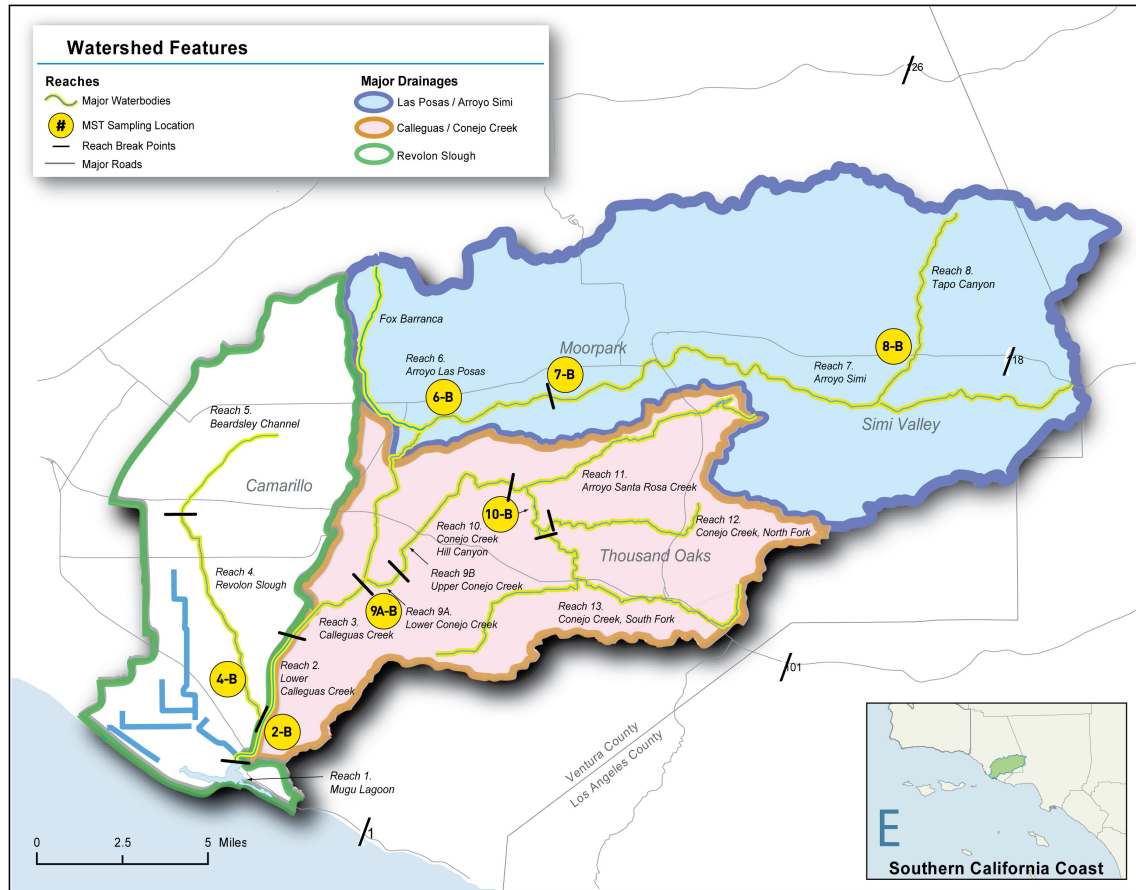 Watershed Features
Reaches
Major Waterbodies
# MST Sampling Location
Reach Break Points
Major Roads
Major Drainages
Las Posas / Arroyo Simi
Calleguas / Conejo Creek
Revolon Slough
126
Reach 8.
Tapo Canyon
Fox Barranca
Moorpark
8-B
118
Reach 6.
Arroyo Las Posas
7-B
Reach 7.
Arroyo Simi
6-B
Simi Valley
Reach 5.
Beardsley Channel
Camarillo
Reach 11.
Arroyo Santa Rosa Creek
10-B
Reach 10.
Conejo Creek
Hill Canyon
Reach 12.
Conejo Creek, North Fork
Thousand Oaks
Reach 4.
Revolon Slough
Reach 9B
Upper Conejo Creek
9A-B
Reach 9A.
Lower Conejo Creek
Reach 3.
Calleguas Creek
Reach 13.
Conejo Creek, South Fork
Reach 2.
Lower
Calleguas Creek
4-B
101
2-B
Ventura County
Los Angeles County
Reach 1.
Mugu Lagoon
1
0 2.5 5 Miles
E
Southern California Coast